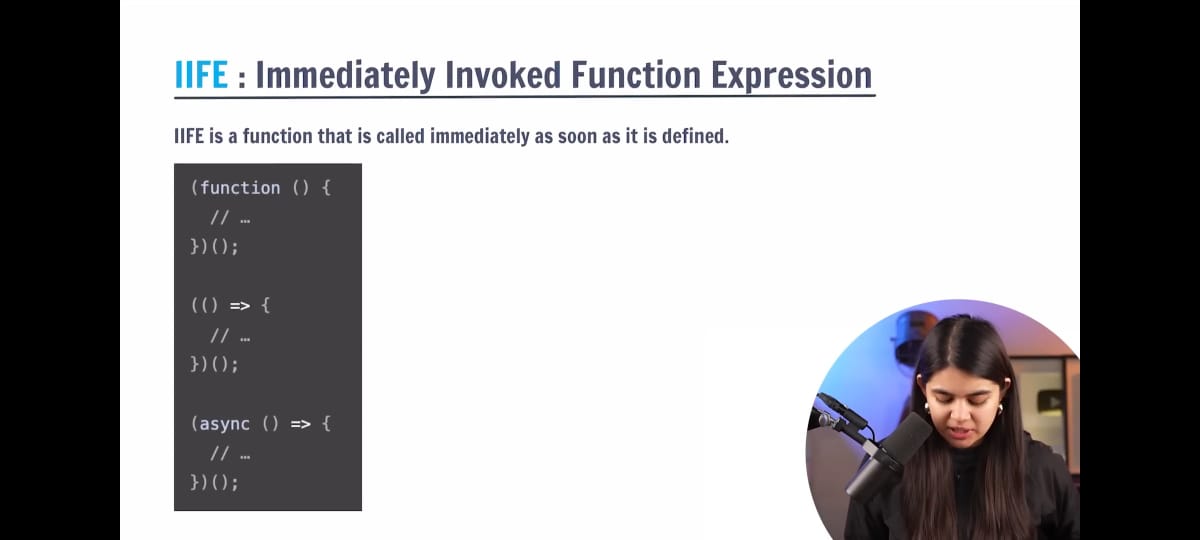 IIFE : Immediately Invoked Function Expression
IIFE is a function that is called immediately as soon as it is defined.
(function () {
// …
})();
(() => {
// …
})();
(async () => {
// …
})();